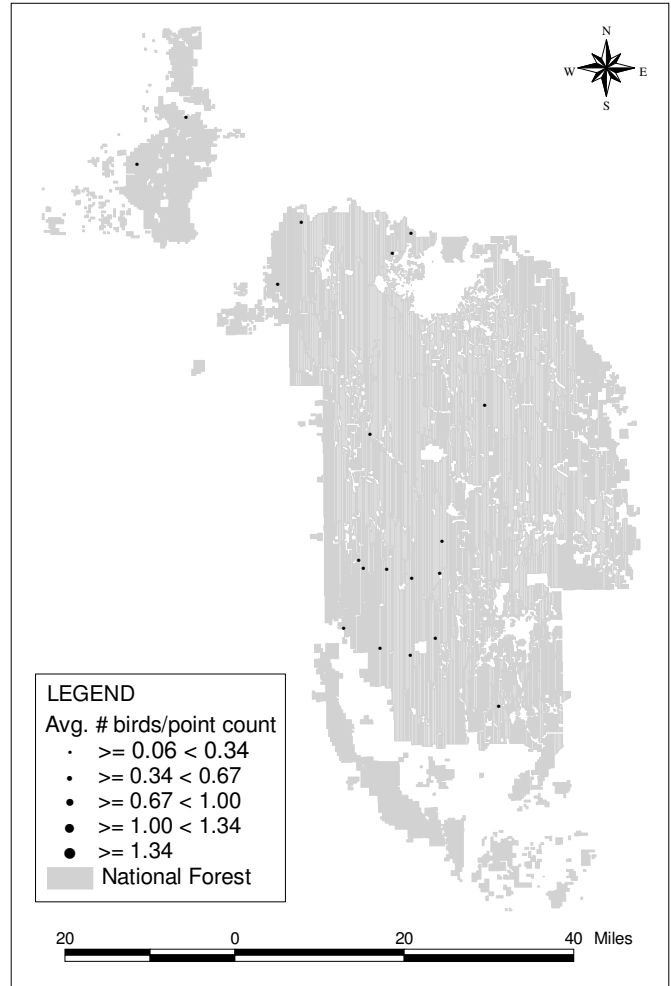 N
W E
S
LEGEND
Avg. # birds/point count
>= 0.06 < 0.34
>= 0.34 < 0.67
>= 0.67 < 1.00
>= 1.00 < 1.34
>= 1.34
National Forest
20 0 20 40 Miles